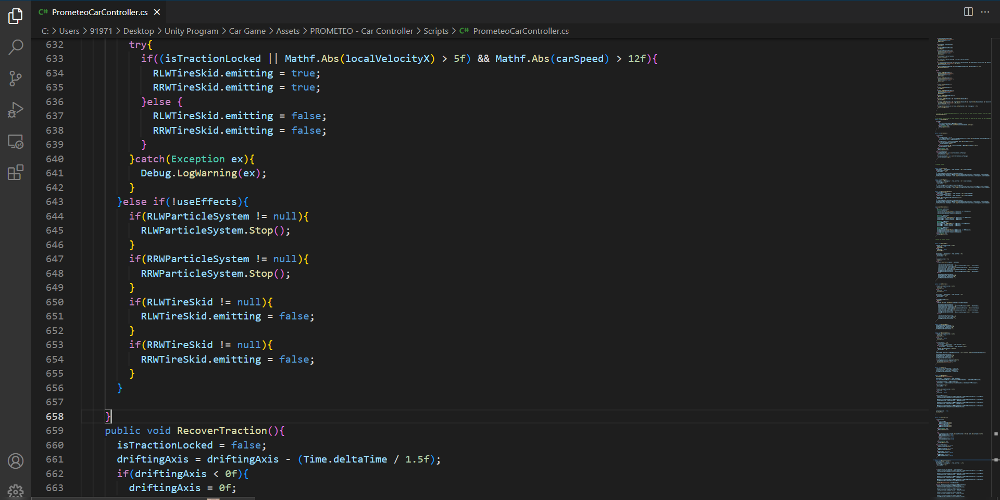 C# PrometeoCarController.cs
C: > Users > 91971 > Desktop > Unity Program > Car Game > Assets > PROMETEO - Car Controller > Scripts > C# PrometeoCarController.cs
632 try{
633 if((isTractionLocked || Mathf.Abs(localVelocityX) > 5f) && Mathf.Abs(carSpeed) > 12f){
634 RLWTireSkid.emitting = true;
635 RRWTireSkid.emitting = true;
636 }else {
637 RLWTireSkid.emitting = false;
638 RRWTireSkid.emitting = false;
639 }
640 }catch(Exception ex){
641 Debug.LogWarning(ex);
642 }
643 }else if(!useEffects){
644 if(RLWParticleSystem != null){
645 RLWParticleSystem.Stop();
646 }
647 if(RRWParticleSystem != null){
648 RRWParticleSystem.Stop();
649 }
650 if(RLWTireSkid != null){
651 RLWTireSkid.emitting = false;
652 }
653 if(RRWTireSkid != null){
654 RRWTireSkid.emitting = false;
655 }
656 }
657
658 }
659 public void RecoverTraction(){
660 isTractionLocked = false;
661 driftingAxis = driftingAxis - (Time.deltaTime / 1.5f);
662 if(driftingAxis < 0f){
663 driftingAxis = 0f;